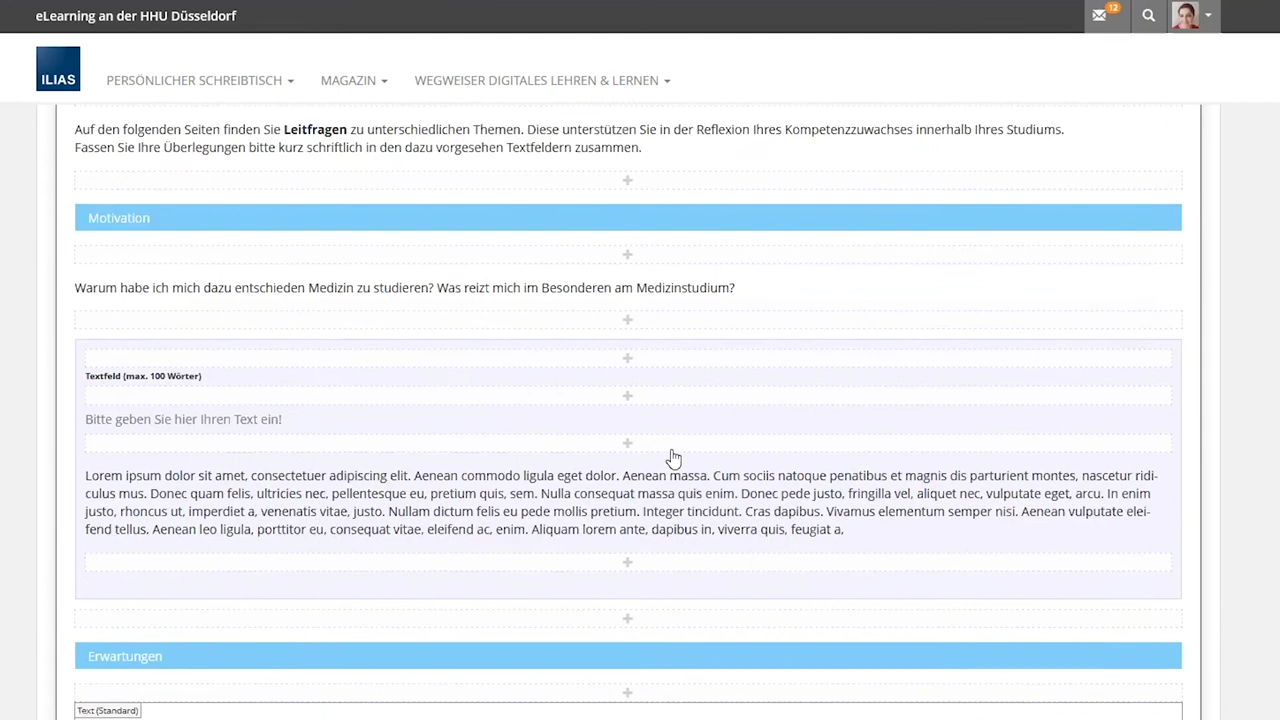 eLearning an der HHU Düsseldorf
12
ILIAS
PERSÖNLICHER SCHREIBTISCH
MAGAZIN
WEGWEISER DIGITALES LEHREN & LERNEN
Auf den folgenden Seiten finden Sie Leitfragen zu unterschiedlichen Themen. Diese unterstützen Sie in der Reflexion Ihres Kompetenzzuwachses innerhalb Ihres Studiums.
Fassen Sie Ihre Überlegungen bitte kurz schriftlich in den dazu vorgesehen Textfeldern zusammen.
Motivation
Warum habe ich mich dazu entschieden Medizin zu studieren? Was reizt mich im Besonderen am Medizinstudium?
Textfeld (max. 100 Wörter)
Bitte geben Sie hier Ihren Text ein!
Lorem ipsum dolor sit amet, consectetuer adipiscing elit. Aenean commodo ligula eget dolor. Aenean massa. Cum sociis natoque penatibus et magnis dis parturient montes, nascetur ridi-
culus mus. Donec quam felis, ultricies nec, pellentesque eu, pretium quis, sem. Nulla consequat massa quis enim. Donec pede justo, fringilla vel, aliquet nec, vulputate eget, arcu. In enim
justo, rhoncus ut, imperdiet a, venenatis vitae, justo. Nullam dictum felis eu pede mollis pretium. Integer tincidunt. Cras dapibus. Vivamus elementum semper nisi. Aenean vulputate elei-
fend tellus. Aenean leo ligula, porttitor eu, consequat vitae, eleifend ac, enim. Aliquam lorem ante, dapibus in, viverra quis, feugiat a,
Erwartungen
Text (Standard)